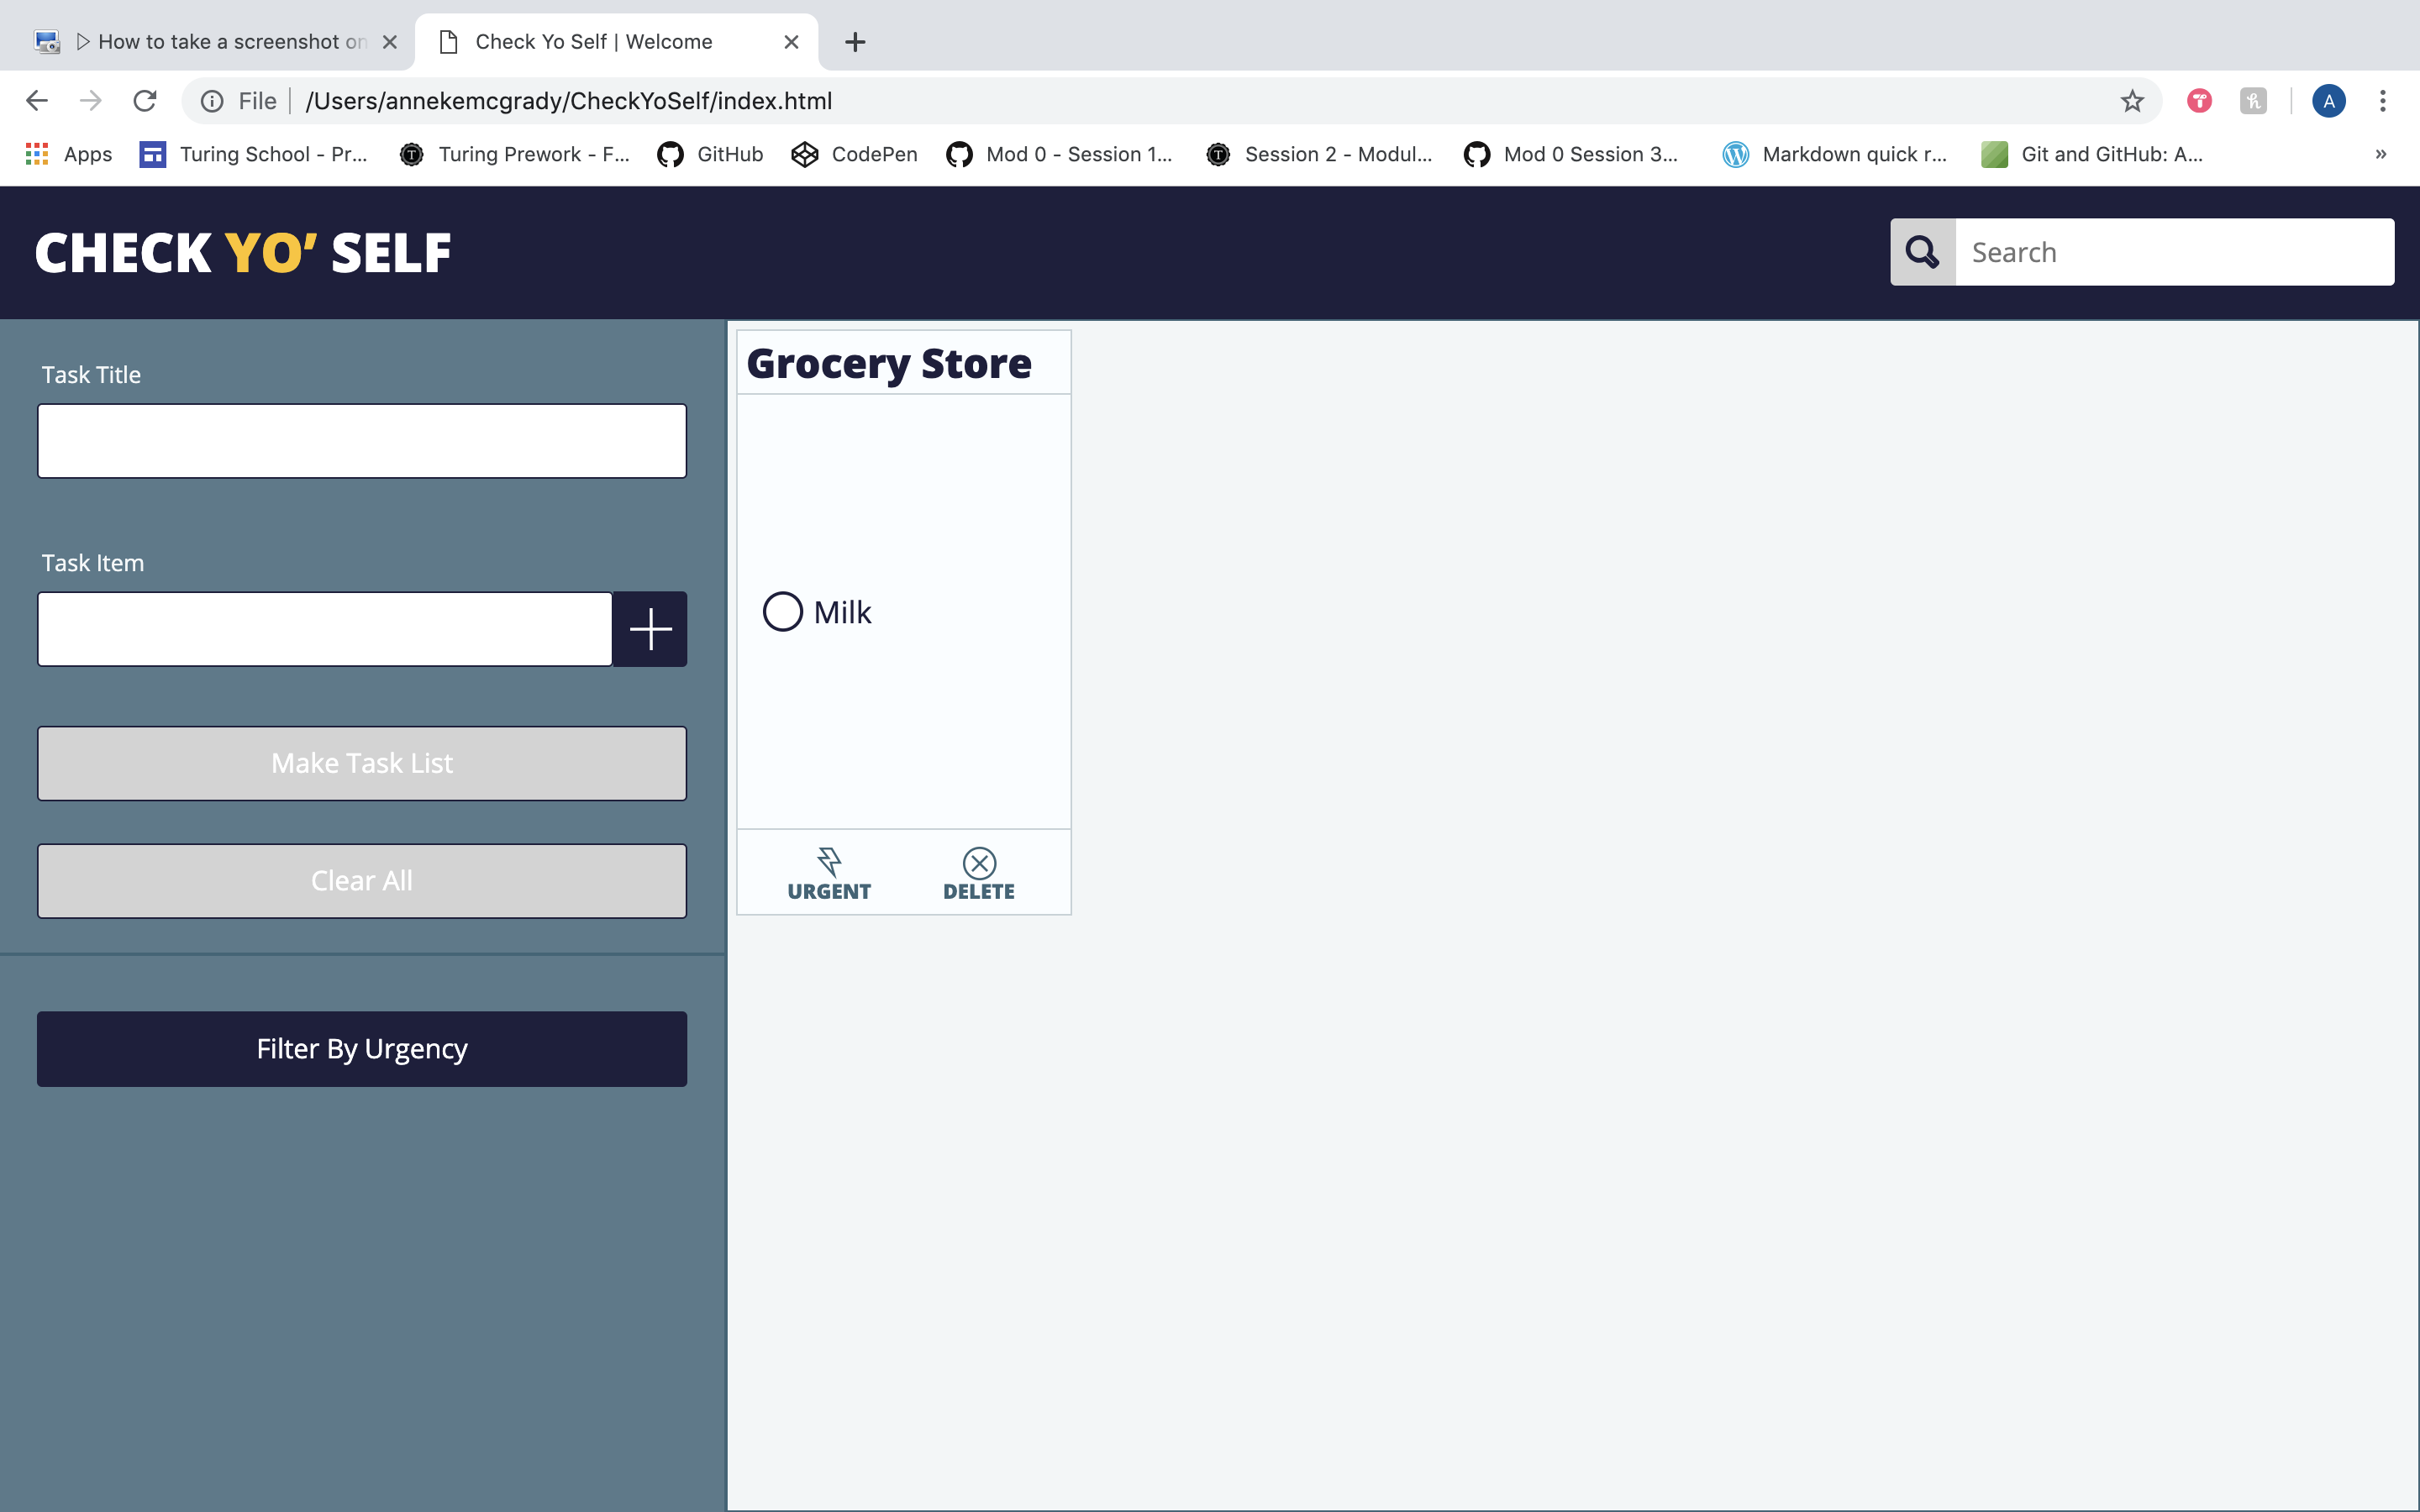 How to take a screenshot on
Check Yo Self | Welcome
File | /Users/annekemcgrady/CheckYoSelf/index.html
A
Apps
Turing School - Pr...
Turing Prework - F...
GitHub
CodePen
Mod 0 - Session 1...
Session 2 - Modul...
Mod 0 Session 3...
Markdown quick r...
Git and GitHub: A...
»
CHECK YO' SELF
Search
Task Title
Task Item
Make Task List
Clear All
Filter By Urgency
Grocery Store
Milk
URGENT
DELETE